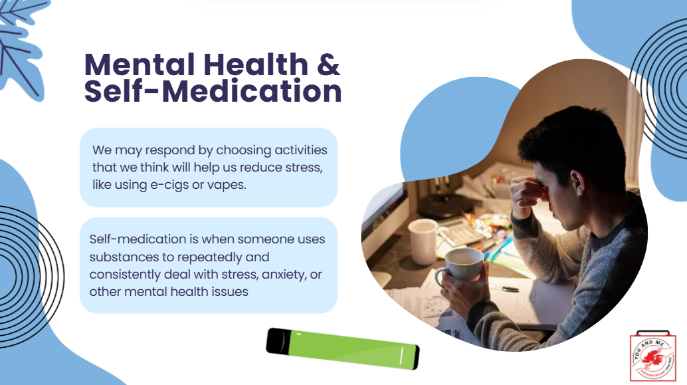 Mental Health &
Self-Medication
We may respond by choosing activities
that we think will help us reduce stress,
like using e-cigs or vapes.
Self-medication is when someone uses
substances to repeatedly and
consistently deal with stress, anxiety, or
other mental health issues
YOU AND ME